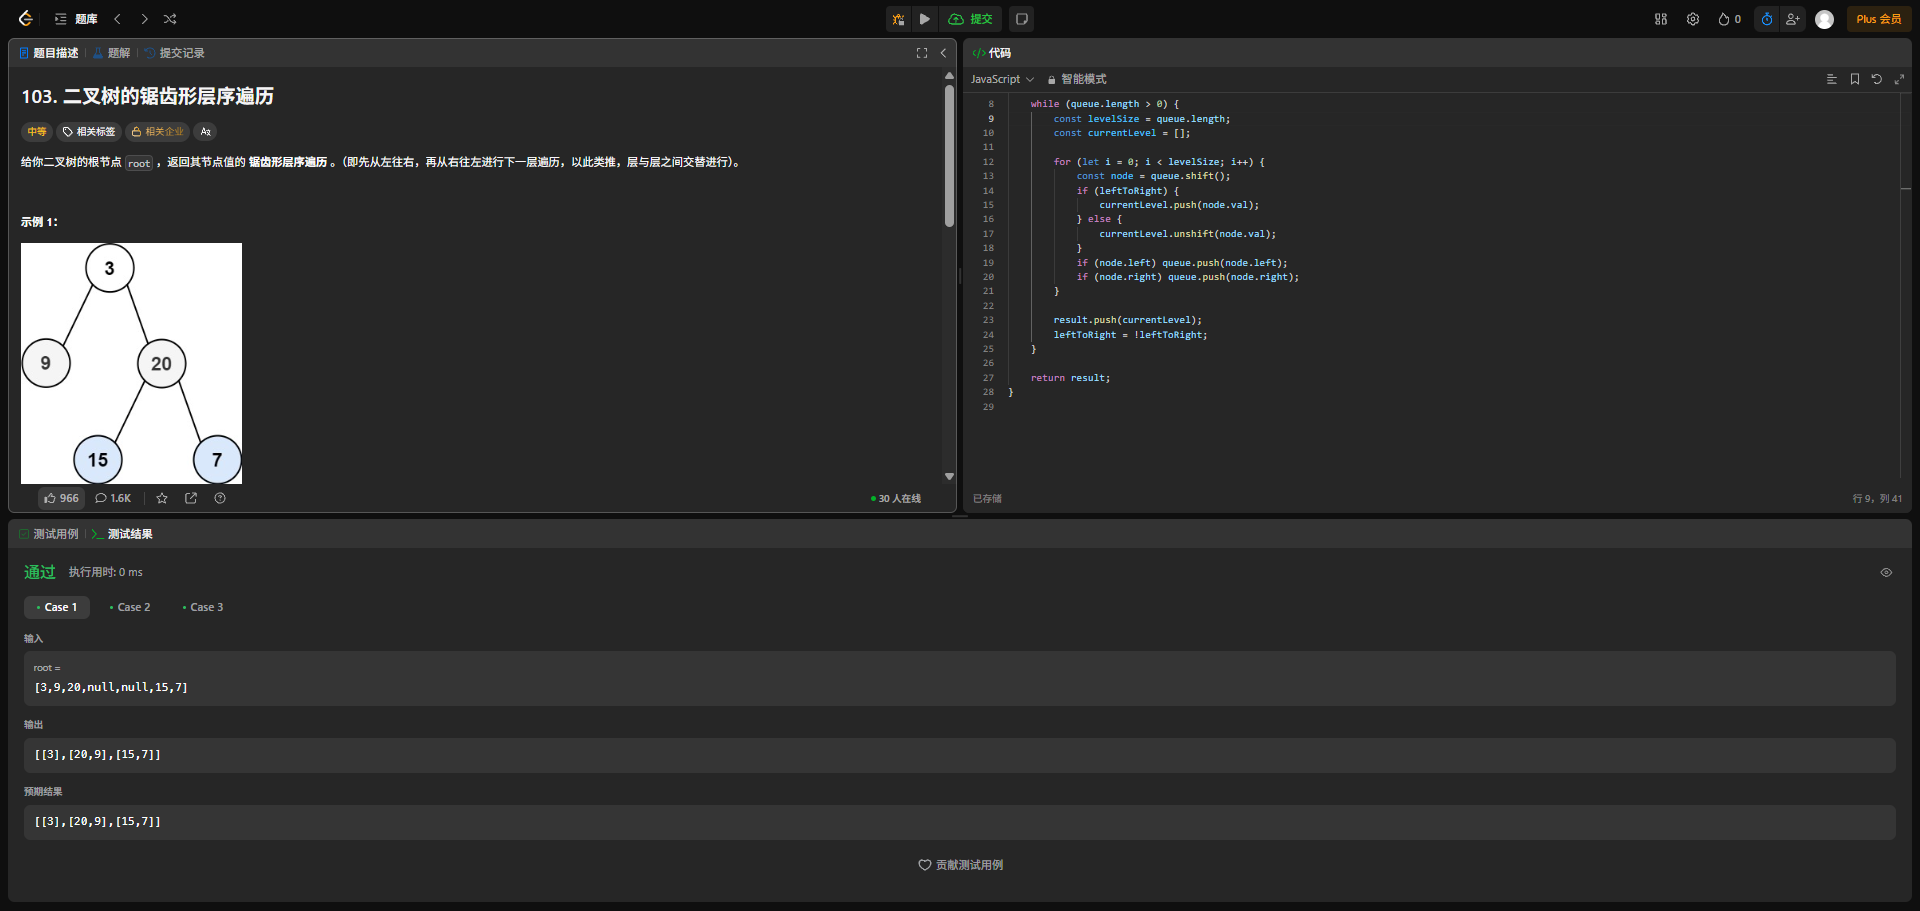 题库
提交
0
Plus 会员
题目描述
题解
提交记录
103. 二叉树的锯齿形层序遍历
中等
相关标签
相关企业
给你二叉树的根节点 root ，返回其节点值的 锯齿形层序遍历 。（即先从左往右，再从右往左进行下一层遍历，以此类推，层与层之间交替进行）。
示例 1：
3
9
20
15
7
966
1.6K
30 人在线
</> 代码
JavaScript
智能模式
8 while (queue.length > 0) {
9 const levelSize = queue.length;
10 const currentLevel = [];
11
12 for (let i = 0; i < levelSize; i++) {
13 const node = queue.shift();
14 if (leftToRight) {
15 currentLevel.push(node.val);
16 } else {
17 currentLevel.unshift(node.val);
18 }
19 if (node.left) queue.push(node.left);
20 if (node.right) queue.push(node.right);
21 }
22
23 result.push(currentLevel);
24 leftToRight = !leftToRight;
25 }
26
27 return result;
28 }
29
已存储
行 9，列 41
测试用例
测试结果
通过
执行用时: 0 ms
Case 1
Case 2
Case 3
输入
root =
[3,9,20,null,null,15,7]
输出
[[3],[20,9],[15,7]]
预期结果
[[3],[20,9],[15,7]]
贡献测试用例